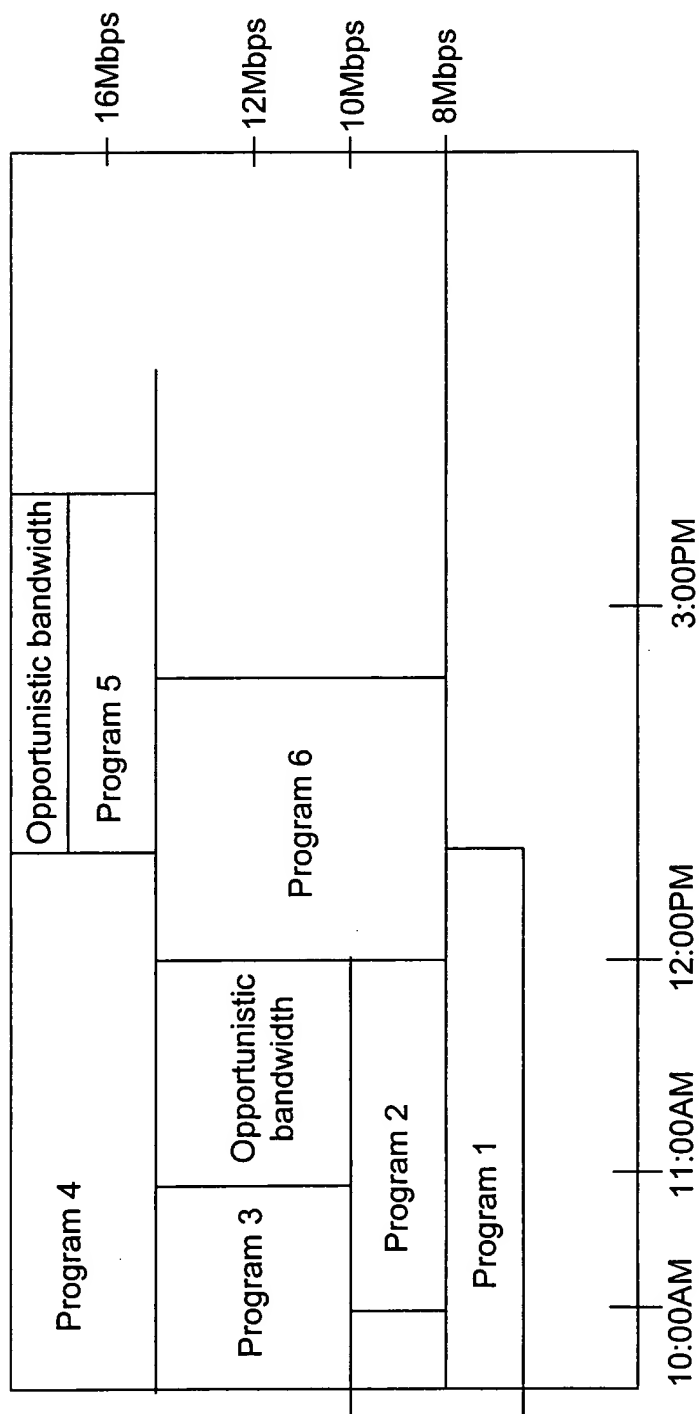 16Mbps
12Mbps
10Mbps
8Mbps
Program 4
Opportunistic bandwidth
Program 5
Program 3
Opportunistic
bandwidth
Program 6
Program 2
Program 1
10:00AM
11:00AM
12:00PM
3:00PM